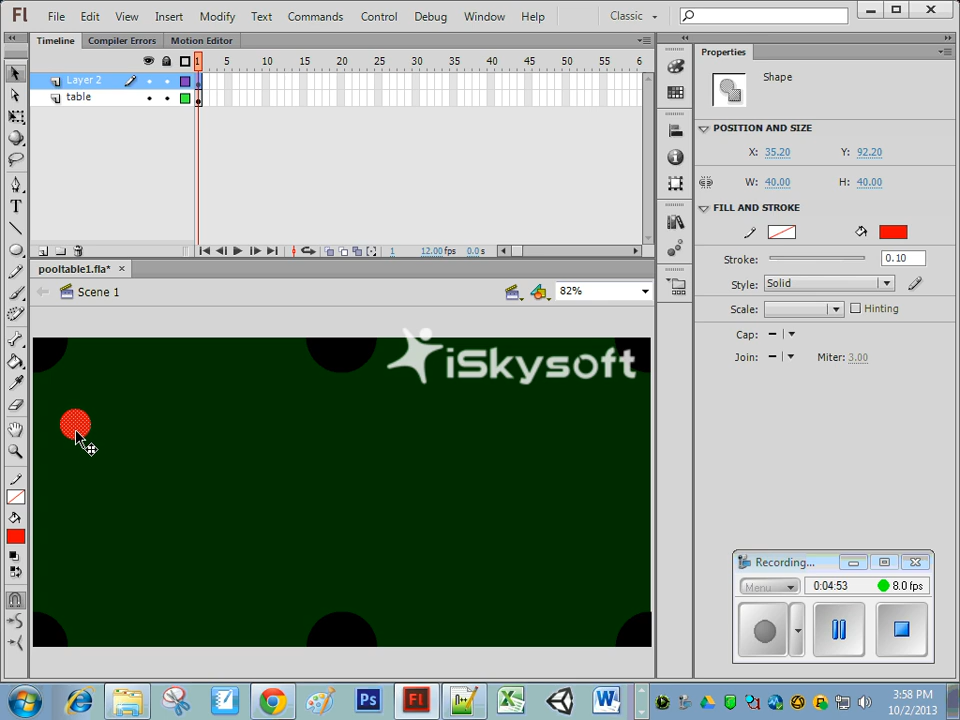 Fl File Edit View Insert Modify Text Commands Control Debug Window Help Classic
Timeline Compiler Errors Motion Editor
1 5 10 15 20 25 30 35 40 45 50 55 6
Layer 2
table
1 12.00 fps 0.0 s
pooltable1.fla* ×
Scene 1 82%
iSkysoft
Properties
Shape
POSITION AND SIZE
X: 35.20 Y: 92.20
W: 40.00 H: 40.00
FILL AND STROKE
Stroke: 0.10
Style: Solid
Scale: Hinting
Cap:
Join: Miter: 3.00
Recording...
Menu 0:04:53 8.0 fps
Ps Fl
3:58 PM
10/2/2013